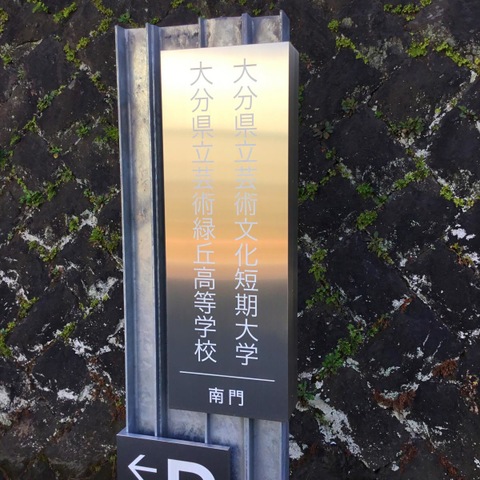 大分県立芸術文化短期大学
大分県立芸術緑丘高等学校
南門
←P